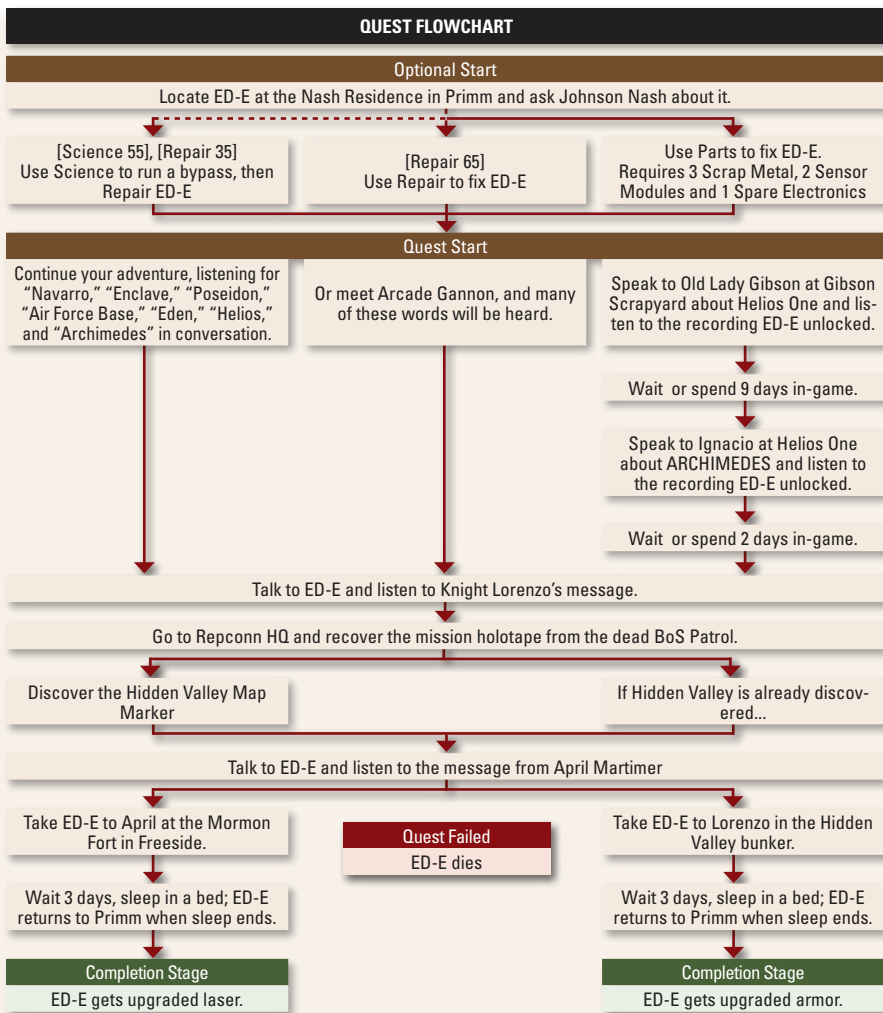 QUEST FLOWCHART
Optional Start
Locate ED-E at the Nash Residence in Primm and ask Johnson Nash about it.
[Science 55], [Repair 35]
Use Science to run a bypass, then
Repair ED-E
[Repair 65]
Use Repair to fix ED-E
Use Parts to fix ED-E.
Requires 3 Scrap Metal, 2 Sensor
Modules and 1 Spare Electronics
Quest Start
Continue your adventure, listening for
“Navarro,” “Enclave,” “Poseidon,”
“Air Force Base,” “Eden,” “Helios,”
and “Archimedes” in conversation.
Or meet Arcade Gannon, and many
of these words will be heard.
Speak to Old Lady Gibson at Gibson
Scrapyard about Helios One and lis-
ten to the recording ED-E unlocked.
Wait or spend 9 days in-game.
Speak to Ignacio at Helios One
about ARCHIMEDES and listen to
the recording ED-E unlocked.
Wait or spend 2 days in-game.
Talk to ED-E and listen to Knight Lorenzo’s message.
Go to Repconn HQ and recover the mission holotape from the dead BoS Patrol.
Discover the Hidden Valley Map
Marker
If Hidden Valley is already discov-
ered...
Talk to ED-E and listen to the message from April Martimer
Take ED-E to April at the Mormon
Fort in Freeside.
Wait 3 days, sleep in a bed; ED-E
returns to Primm when sleep ends.
Completion Stage
ED-E gets upgraded laser.
Quest Failed
ED-E dies
Take ED-E to Lorenzo in the Hidden
Valley bunker.
Wait 3 days, sleep in a bed; ED-E
returns to Primm when sleep ends.
Completion Stage
ED-E gets upgraded armor.